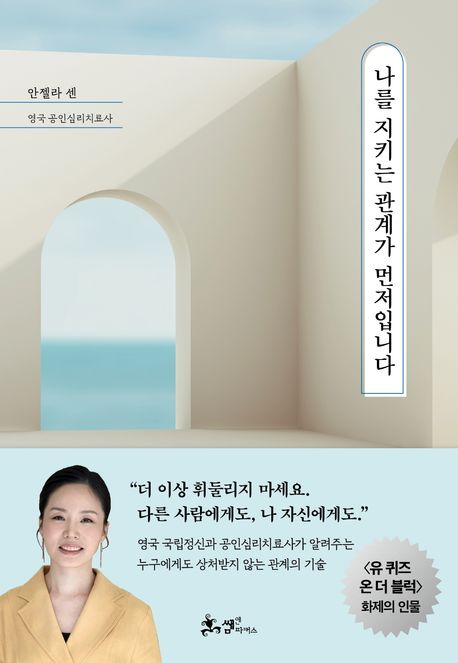 안젤라 센
영국 공인심리치료사
나를 지키는 관계가 먼저입니다
“더 이상 휘둘리지 마세요.
다른 사람에게도, 나 자신에게도.”
영국 국립정신과 공인심리치료사가 알려주는
누구에게도 상처받지 않는 관계의 기술
〈유 퀴즈
온 더 블럭〉
화제의 인물
쌤앤파커스